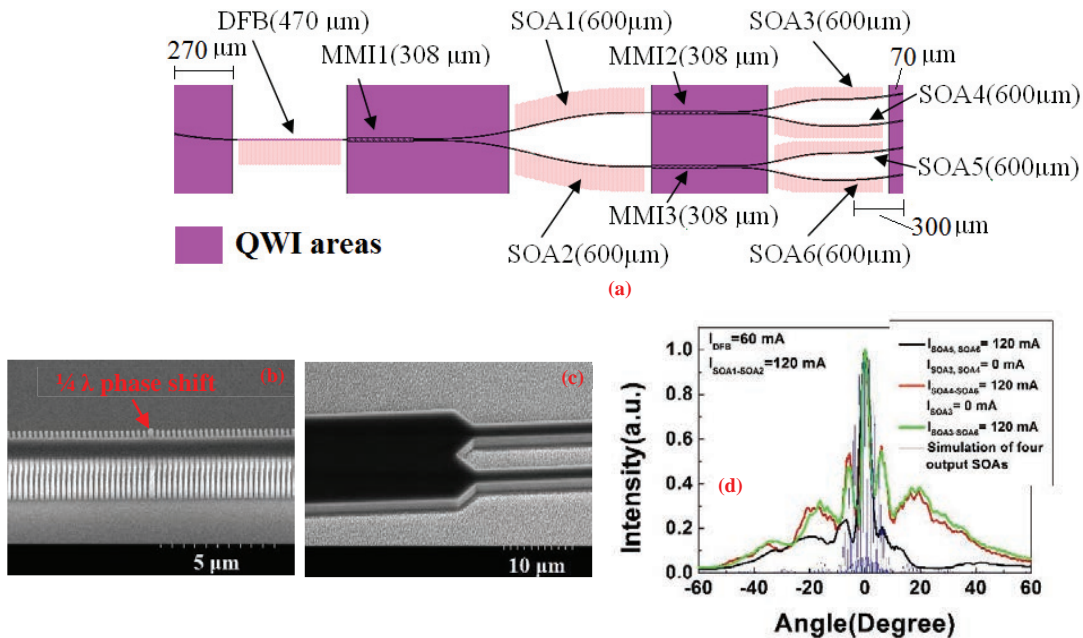 DFB(470 µm)
SOA1(600µm)
SOA3(600µm)
270 µm
MMI1(308 µm)
MMI2(308 µm)
70 µm
SOA4(600µm)
SOA5(600µm)
MMI3(308 µm)
300 µm
QWI areas
SOA2(600µm)
SOA6(600µm)
(a)
¼ λ phase shift
(b)
5 µm
(c)
10 µm
(d)
I_DFB=60 mA
I_SOA1-SOA2=120 mA
I_SOA5, SOA6= 120 mA
I_SOA3, SOA4= 0 mA
I_SOA4-SOA6= 120 mA
I_SOA3= 0 mA
I_SOA3-SOA6= 120 mA
Simulation of four
output SOAs
Intensity(a.u.)
1.0
0.8
0.6
0.4
0.2
0.0
-60 -40 -20 0 20 40 60
Angle(Degree)